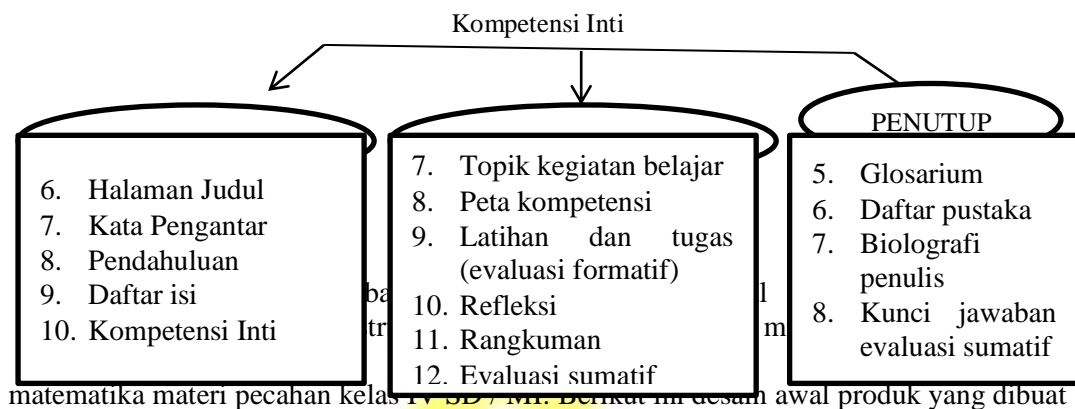 Kompetensi Inti
PENUTUP
6. Halaman Judul
7. Kata Pengantar
8. Pendahuluan
9. Daftar isi
10. Kompetensi Inti
7. Topik kegiatan belajar
8. Peta kompetensi
9. Latihan dan tugas
(evaluasi formatif)
10. Refleksi
11. Rangkuman
12. Evaluasi sumatif
5. Glosarium
6. Daftar pustaka
7. Biolografi
penulis
8. Kunci jawaban
evaluasi sumatif
matematika materi pecahan kelas IV SD / MI. Berikut ini desain awal produk yang dibuat